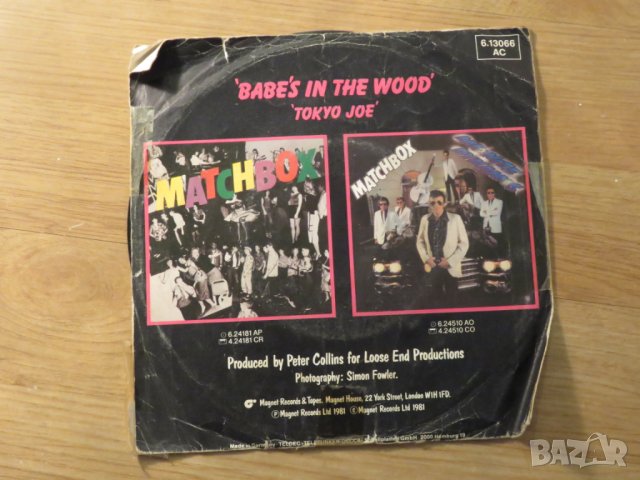 6.13066
AC
'BABE'S IN THE WOOD'
'TOKYO JOE'
MATCHBOX
MATCHBOX
6.24181 AP
4.24181 CR
6.24510 AO
4.24510 CO
Produced by Peter Collins for Loose End Productions
Photography: Simon Fowler.
Magnet Records & Tapes. Magnet House, 22 York Street, London W1H 1FD.
Ⓟ Magnet Records Ltd 1981 © Magnet Records Ltd 1981
Made in Germany GmbH 2000 Hamburg 19
BAZAR.bg